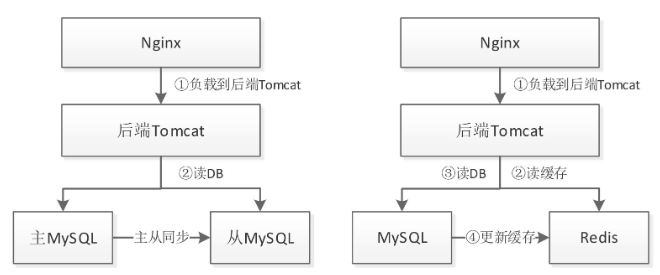 Nginx
①负载到后端Tomcat
后端Tomcat
②读DB
主MySQL
主从同步
从MySQL
Nginx
①负载到后端Tomcat
后端Tomcat
③读DB
②读缓存
MySQL
④更新缓存
Redis